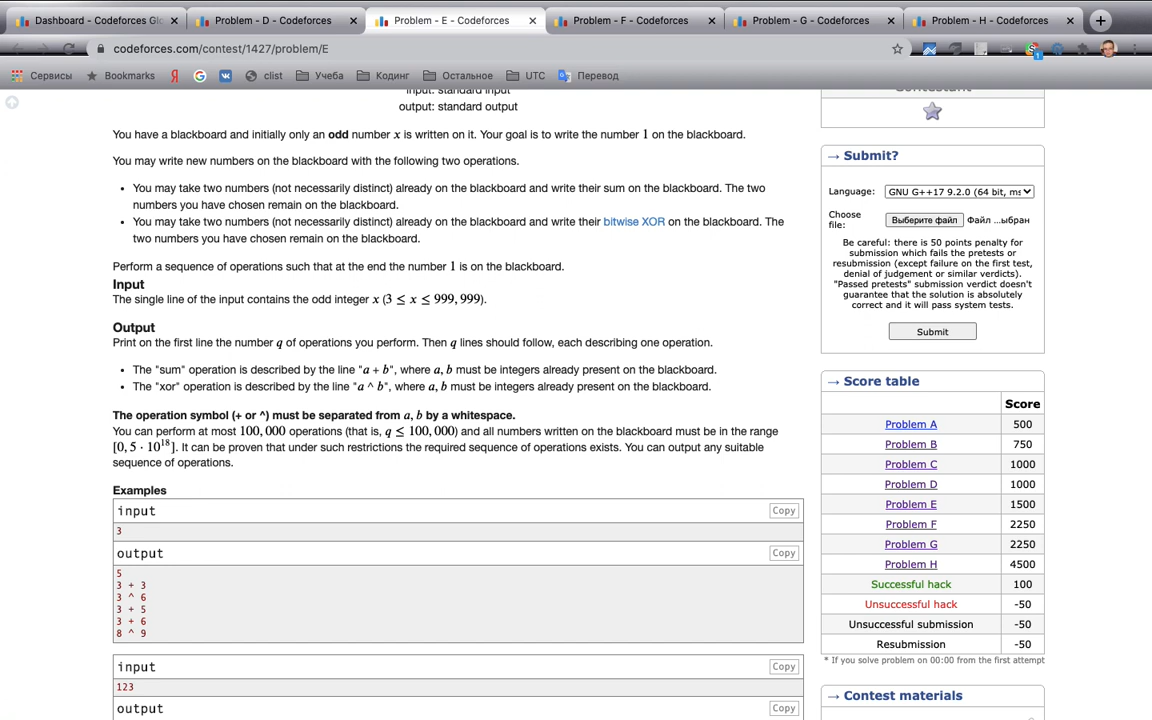 Dashboard - Codeforces Glo
Problem - D - Codeforces
Problem - E - Codeforces
Problem - F - Codeforces
Problem - G - Codeforces
Problem - H - Codeforces
codeforces.com/contest/1427/problem/E
Сервисы
Bookmarks
clist
Учеба
Кодинг
Остальное
UTC
Перевод
input: standard input
output: standard output
You have a blackboard and initially only an odd number x is written on it. Your goal is to write the number 1 on the blackboard.
You may write new numbers on the blackboard with the following two operations.
• You may take two numbers (not necessarily distinct) already on the blackboard and write their sum on the blackboard. The two
numbers you have chosen remain on the blackboard.
• You may take two numbers (not necessarily distinct) already on the blackboard and write their bitwise XOR on the blackboard. The
two numbers you have chosen remain on the blackboard.
Perform a sequence of operations such that at the end the number 1 is on the blackboard.
Input
The single line of the input contains the odd integer x (3 ≤ x ≤ 999,999).
Output
Print on the first line the number q of operations you perform. Then q lines should follow, each describing one operation.
• The "sum" operation is described by the line "a + b", where a, b must be integers already present on the blackboard.
• The "xor" operation is described by the line "a ^ b", where a, b must be integers already present on the blackboard.
The operation symbol (+ or ^) must be separated from a, b by a whitespace.
You can perform at most 100,000 operations (that is, q ≤ 100,000) and all numbers written on the blackboard must be in the range
[0, 5 · 10^18]. It can be proven that under such restrictions the required sequence of operations exists. You can output any suitable
sequence of operations.
Examples
input
Copy
3
output
Copy
5
3 + 3
3 ^ 6
3 + 5
3 + 6
8 ^ 9
input
Copy
123
output
Copy
Contestant
→ Submit?
Language: GNU G++17 9.2.0 (64 bit, ms
Choose
file: Выберите файл Файл ...ыбран
Be careful: there is 50 points penalty for
submission which fails the pretests or
resubmission (except failure on the first test,
denial of judgement or similar verdicts).
"Passed pretests" submission verdict doesn't
guarantee that the solution is absolutely
correct and it will pass system tests.
Submit
→ Score table
Score
Problem A 500
Problem B 750
Problem C 1000
Problem D 1000
Problem E 1500
Problem F 2250
Problem G 2250
Problem H 4500
Successful hack 100
Unsuccessful hack -50
Unsuccessful submission -50
Resubmission -50
* If you solve problem on 00:00 from the first attempt
→ Contest materials